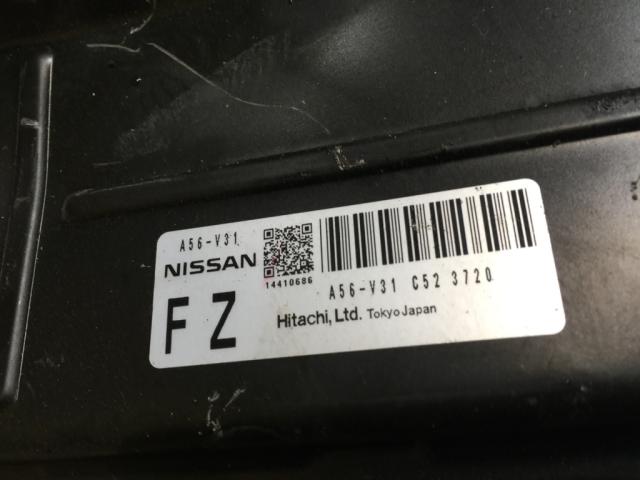 A56-V31
NISSAN
14410686
A56-V31 C52 3720
F Z
Hitachi, Ltd. Tokyo Japan